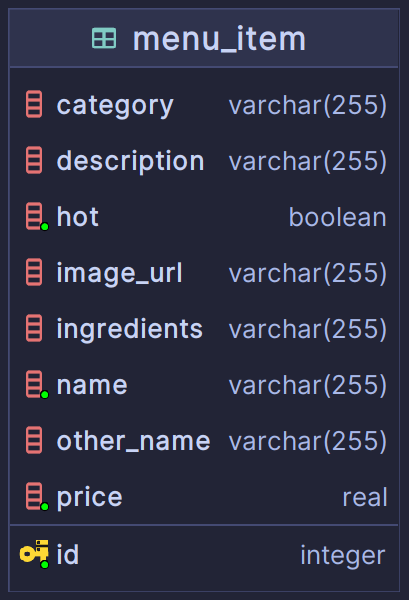 menu_item
category varchar(255)
description varchar(255)
hot boolean
image_url varchar(255)
ingredients varchar(255)
name varchar(255)
other_name varchar(255)
price real
id integer